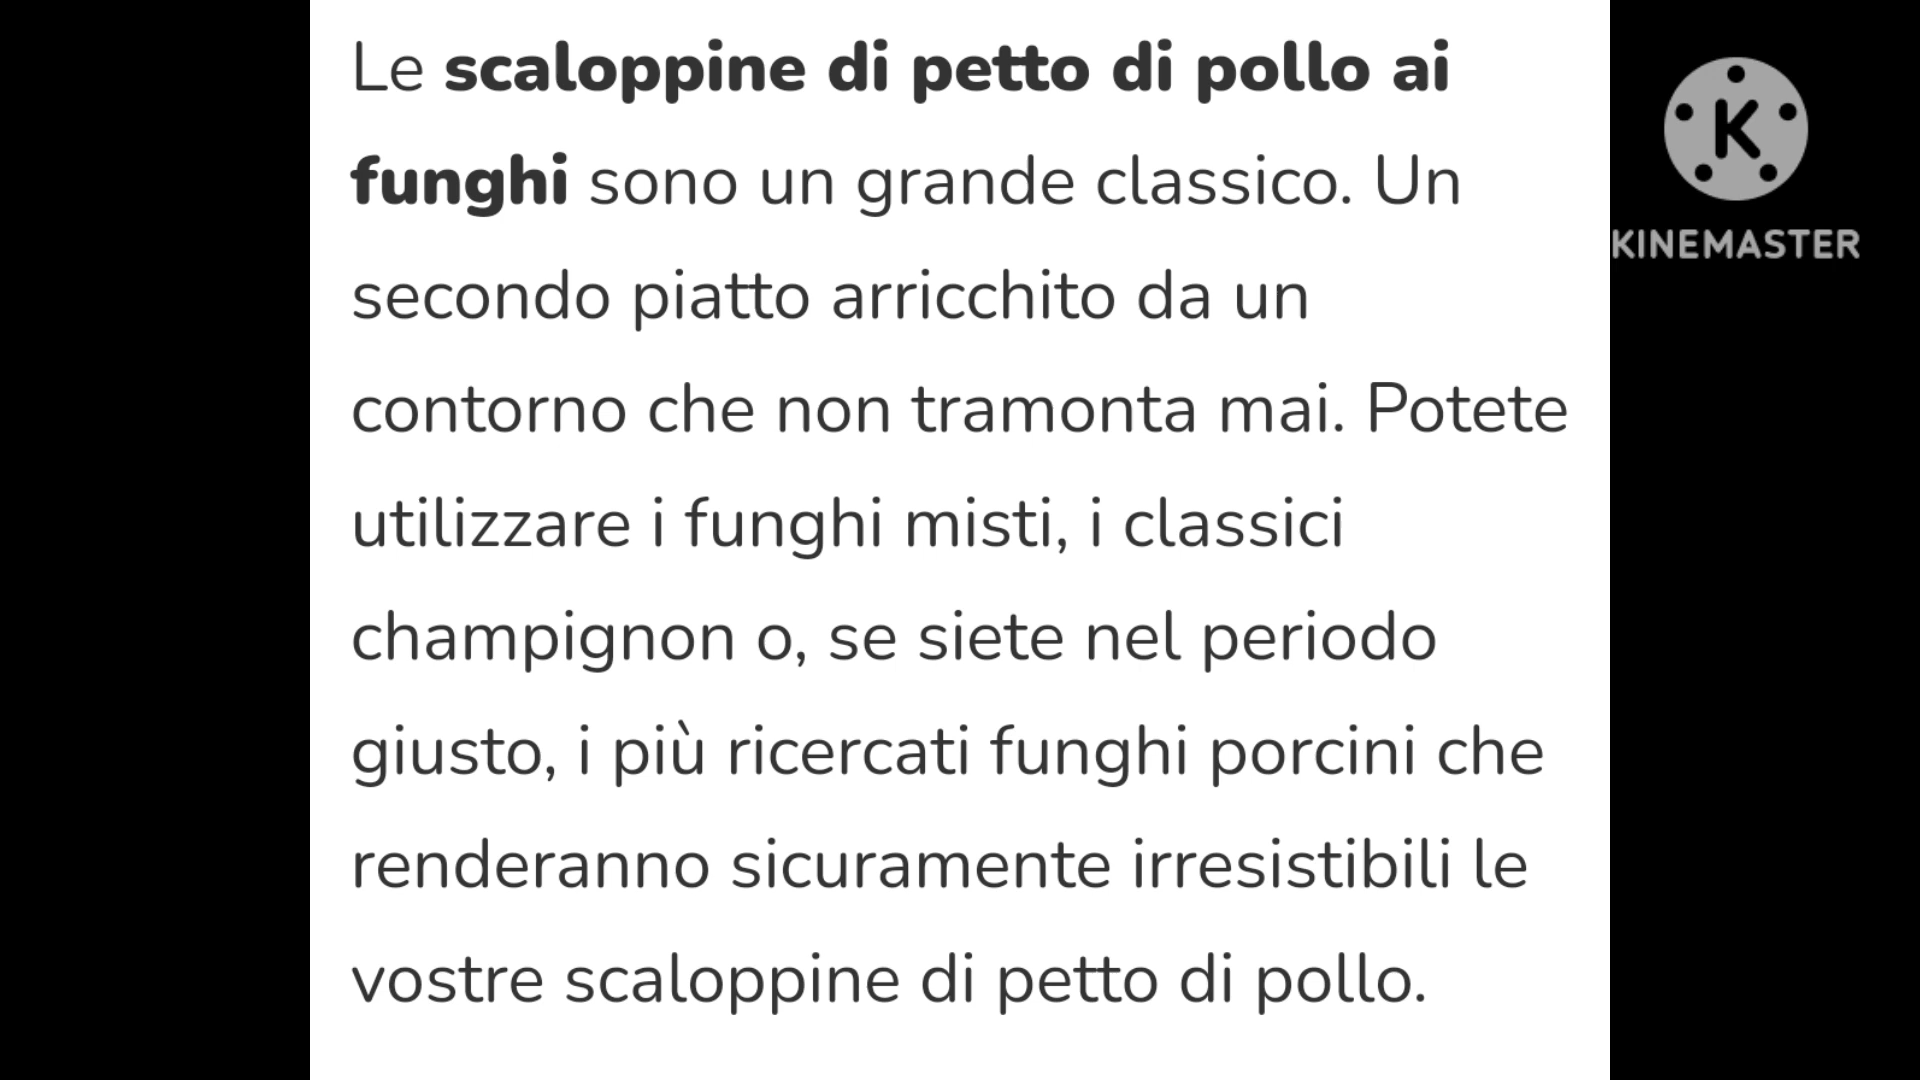 Le scaloppine di petto di pollo ai
funghi sono un grande classico. Un
secondo piatto arricchito da un
contorno che non tramonta mai. Potete
utilizzare i funghi misti, i classici
champignon o, se siete nel periodo
giusto, i più ricercati funghi porcini che
renderanno sicuramente irresistibili le
vostre scaloppine di petto di pollo.
K
KINEMASTER